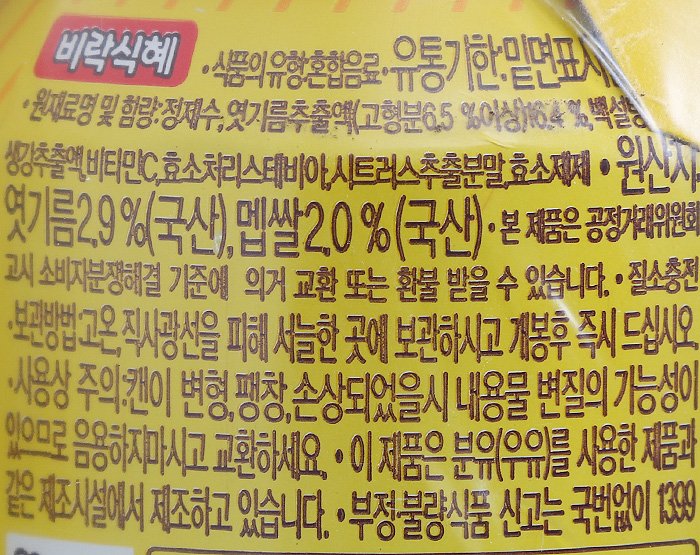 비락식혜
•식품의 유형:혼합음료•유통기한:밑면표시
•원재료명 및 함량:정제수,엿기름추출액(고형분6.5 %이상)16.4 %,백설탕
생강추출액,비타민C,효소처리스테비아,시트러스추출분말,효소제제•원산지:
엿기름2.9 %(국산),멥쌀2.0 %(국산)•본 제품은 공정거래위원회
고시 소비자분쟁해결 기준에 의거 교환 또는 환불 받을 수 있습니다.•질소충전
•보관방법:고온,직사광선을 피해 서늘한 곳에 보관하시고 개봉후 즉시 드십시오.
•사용상 주의:캔이 변형,팽창,손상되었을시 내용물 변질의 가능성이
있으므로 음용하지마시고 교환하세요.•이 제품은 분유(우유)를 사용한 제품과
같은 제조시설에서 제조하고 있습니다.•부정·불량식품 신고는 국번없이 1399